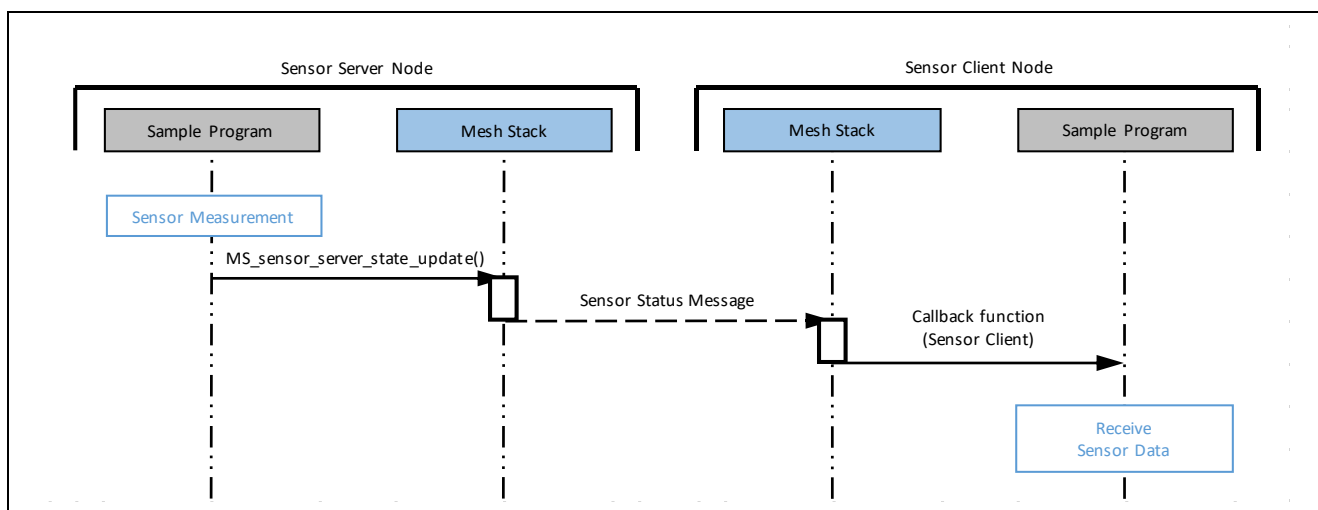 Sensor Server Node
Sensor Client Node
Sample Program
Mesh Stack
Mesh Stack
Sample Program
Sensor Measurement
MS_sensor_server_state_update()
Sensor Status Message
Callback function
(Sensor Client)
Receive
Sensor Data